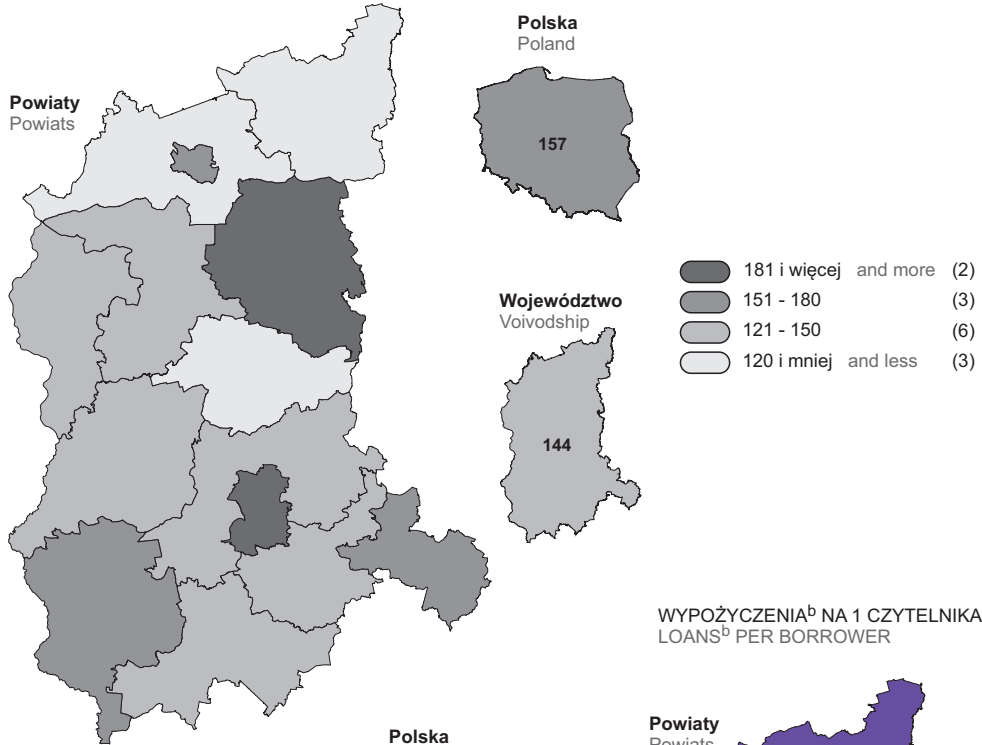 Polska
Poland
Powiaty
Powiats
157
181 i więcej and more (2)
151 - 180 (3)
121 - 150 (6)
120 i mniej and less (3)
Województwo
Voivodship
144
WYPOŻYCZENIAᵇ NA 1 CZYTELNIKA
LOANSᵇ PER BORROWER
Polska
Powiaty
Powiats